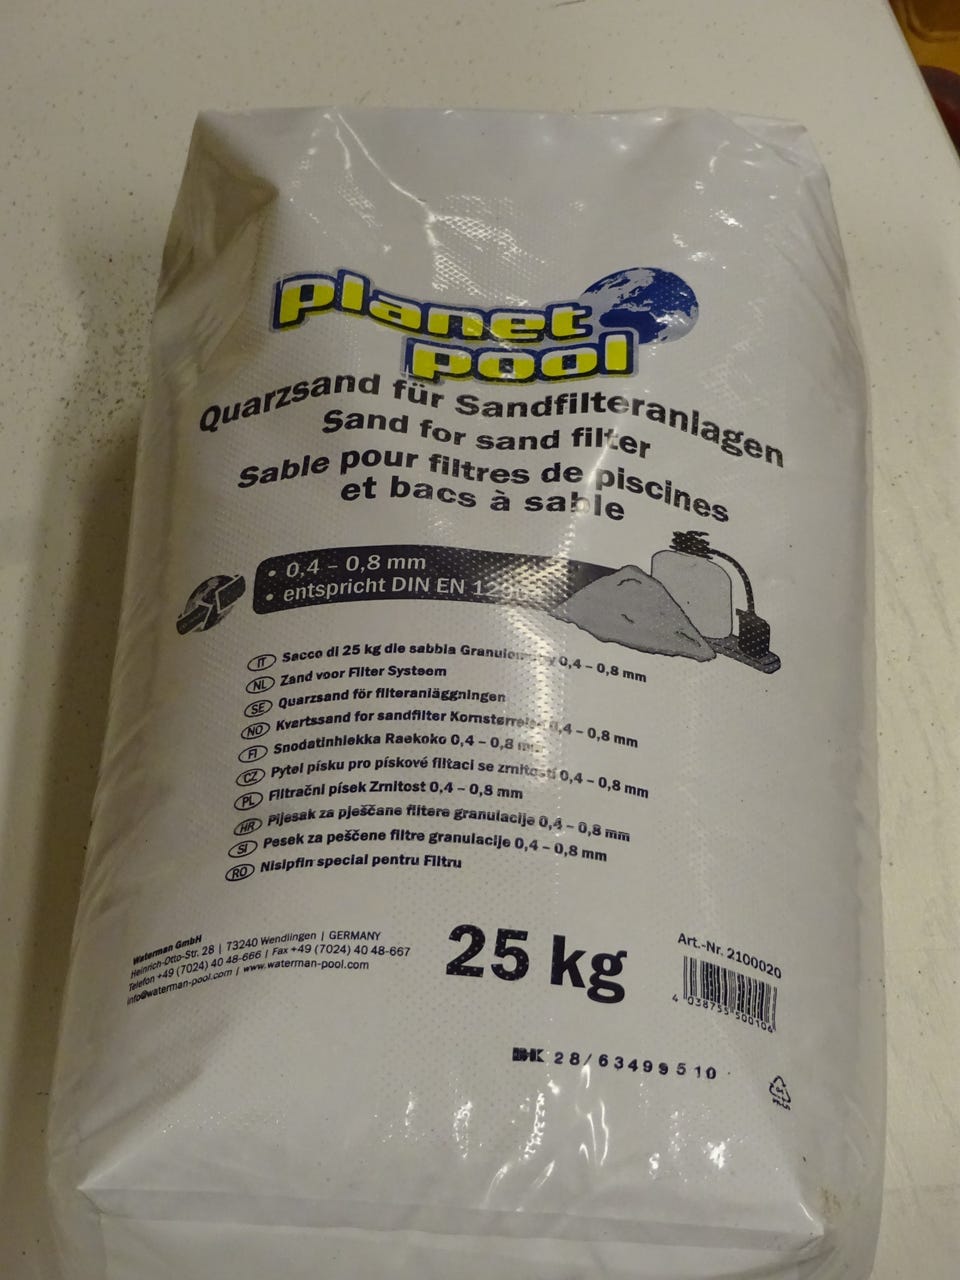 planet
pool
Quarzsand für Sandfilteranlagen
Sand for sand filter
Sable pour filtres de piscines
et bacs à sable
• 0,4 – 0,8 mm
• entspricht DIN EN
IT Sacco di 25 kg die sabbia 0,4 – 0,8 mm
NL Zand voor Filter Systeem
SE Quarzsand för filteranläggningen
NO Kvartssand for sandfilter 0,4 – 0,8 mm
FI Snodatinhiekka Raekoko 0,4 – 0,8 mm
CZ Pytel písku pro pískové filtaci se zrnitostí 0,4 – 0,8 mm
PL Filtrační písek Zrnitost 0,4 – 0,8 mm
HR Pijesak za pješčane filtere granulacije 0,4 – 0,8 mm
SI Pesek za peščene filtre granulacije 0,4 – 0,8 mm
RO Nisipfin special pentru Filtru
Waterman GmbH
Heinrich-Otto-Str. 28 | 73240 Wendlingen | GERMANY
Telefon +49 (7024) 40 48-666 | Fax +49 (7024) 40 48-667
info@waterman-pool.com | www.waterman-pool.com
25 kg
Art.-Nr. 2100020
4 038755 500104
28/63499510